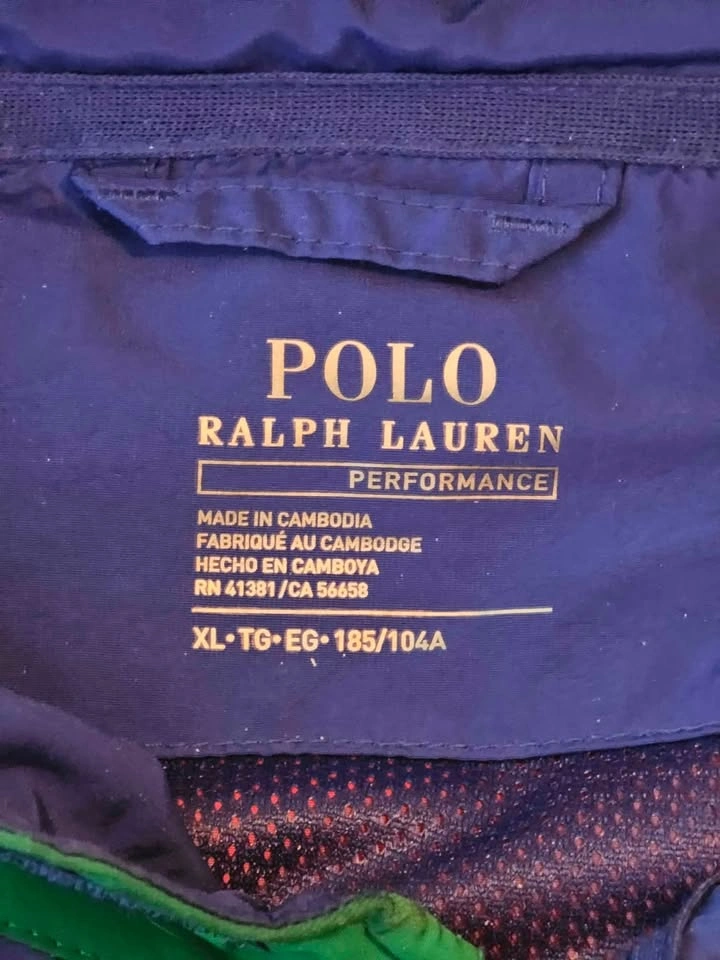 POLO
RALPH LAUREN
PERFORMANCE
MADE IN CAMBODIA
FABRIQUÉ AU CAMBODGE
HECHO EN CAMBOYA
RN 41381/CA 56658
XL•TG•EG•185/104A